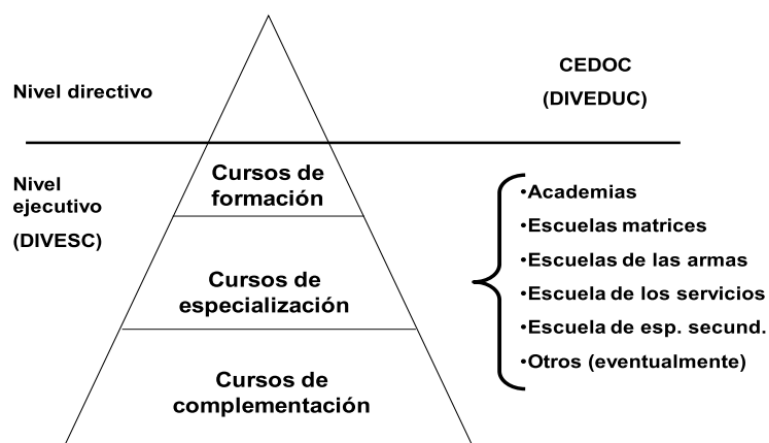 Nivel directivo
CEDOC
(DIVEDUC)
Nivel
ejecutivo
(DIVESC)
Cursos de
formación
Cursos de
especialización
Cursos de
complementación
•Academias
•Escuelas matrices
•Escuelas de las armas
•Escuela de los servicios
•Escuela de esp. secund.
•Otros (eventualmente)